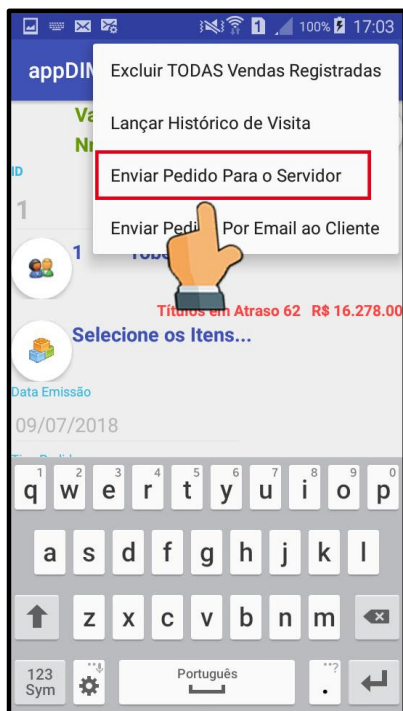 1 100% 17:03
appDIM
Excluir TODAS Vendas Registradas
Lançar Histórico de Visita
Enviar Pedido Para o Servidor
Enviar Pedi Por Email ao Cliente
ID
1
1
Títulos em Atraso 62 R$ 16.278.00
Selecione os Itens...
Data Emissão
09/07/2018
1 2 3 4 5 6 7 8 9 0
q w e r t y u i o p
a s d f g h j k l
z x c v b n m
123 Português . ...?
Sym